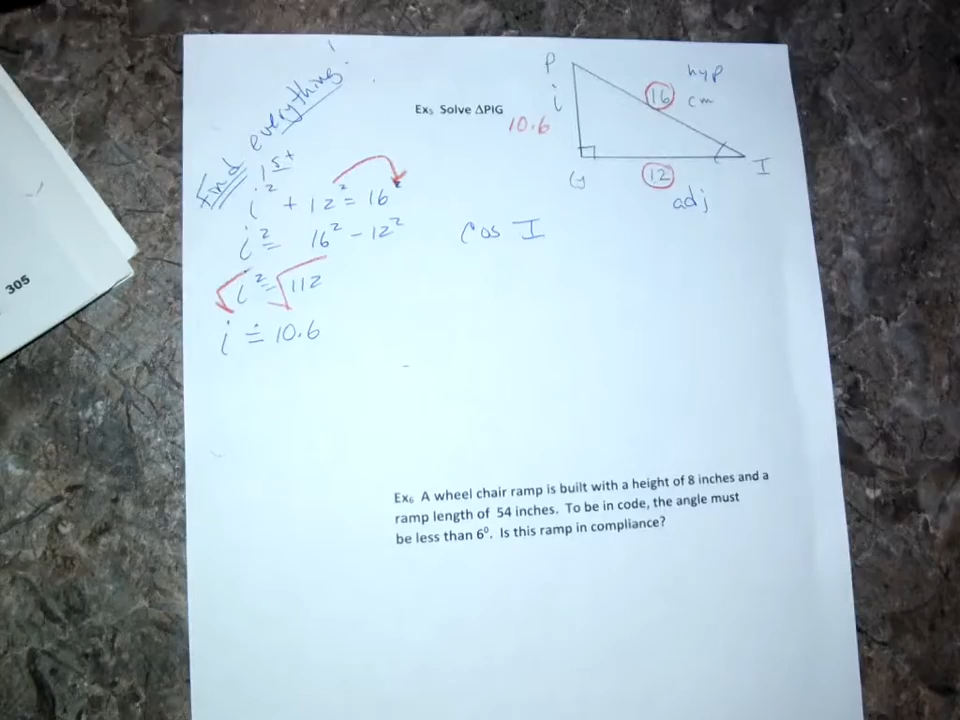 Find everything!
Ex5 Solve ΔPIG
P
hyp
i
16
cm
10.6
G
12
I
adj
1st
i² + 12² = 16²
i² = 16² - 12²
cos I
√i² = √112
i ≐ 10.6
305
Ex6 A wheel chair ramp is built with a height of 8 inches and a
ramp length of 54 inches. To be in code, the angle must
be less than 6⁰. Is this ramp in compliance?